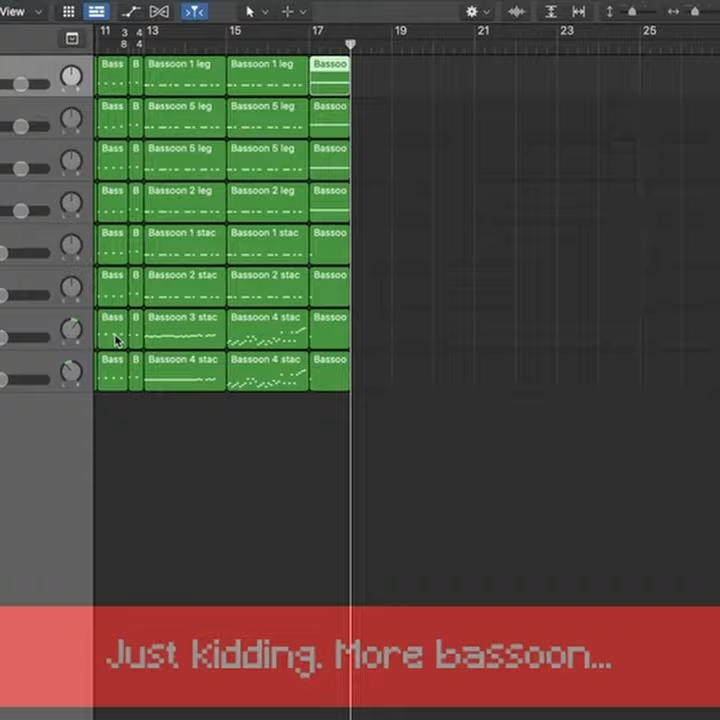 View
11 3/8 4/4 13 15 17 19 21 23 25
Bass B Bassoon 1 leg Bassoon 1 leg Bassoo
Bass B Bassoon 5 leg Bassoon 5 leg Bassoo
Bass B Bassoon 5 leg Bassoon 5 leg Bassoo
Bass B Bassoon 2 leg Bassoon 2 leg Bassoo
Bass B Bassoon 1 stac Bassoon 1 stac Bassoo
Bass B Bassoon 2 stac Bassoon 2 stac Bassoo
Bass B Bassoon 3 stac Bassoon 4 stac Bassoo
Bass B Bassoon 4 stac Bassoon 4 stac Bassoo
Just kidding. More bassoon...